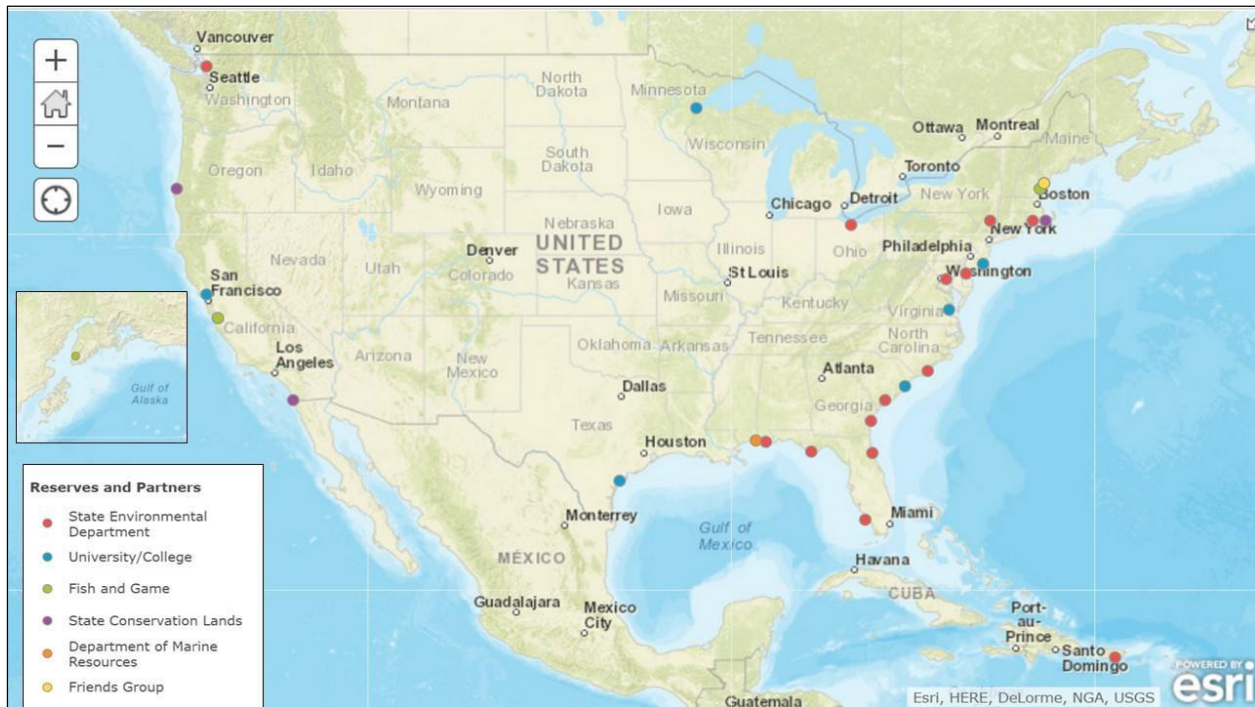 Vancouver
Seattle
Washington
Montana
North
Dakota
Minnesota
Ottawa
Montreal
Maine
Oregon
Idaho
South
Dakota
Wisconsin
Toronto
Wyoming
New York
Boston
Chicago
Detroit
Iowa
Nebraska
New York
Nevada
Denver
UNITED
STATES
Illinois
Ohio
Philadelphia
San
Francisco
Utah
Colorado
Kansas
St Louis
Washington
Missouri
Kentucky
Virginia
California
Los
Angeles
Arizona
New
Mexico
Oklahoma
Arkansas
Tennessee
North
Carolina
Gulf of
Alaska
Dallas
Atlanta
Texas
Georgia
Houston
Monterrey
Gulf of
Mexico
Miami
MÉXICO
Havana
CUBA
Guadalajara
Mexico
City
Port-
au-
Prince
Santo
Domingo
Guatemala
Reserves and Partners
State Environmental
Department
University/College
Fish and Game
State Conservation Lands
Department of Marine
Resources
Friends Group
POWERED BY
esri
Esri, HERE, DeLorme, NGA, USGS